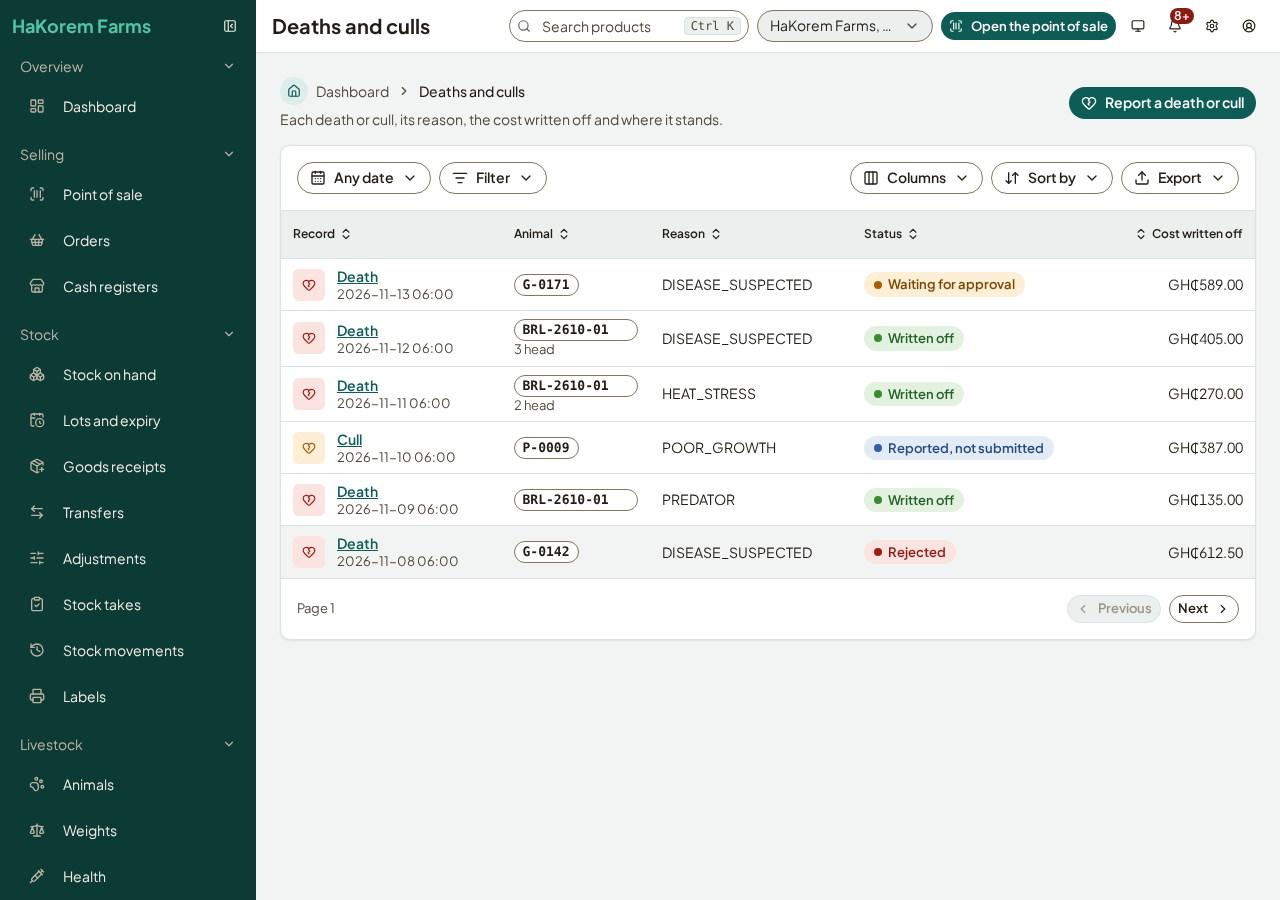 HaKorem Farms
Overview
Dashboard
Selling
Point of sale
Orders
Cash registers
Stock
Stock on hand
Lots and expiry
Goods receipts
Transfers
Adjustments
Stock takes
Stock movements
Labels
Livestock
Animals
Weights
Health
Deaths and culls
Search products Ctrl K
HaKorem Farms, ...
Open the point of sale
8+
Dashboard > Deaths and culls
Each death or cull, its reason, the cost written off and where it stands.
Report a death or cull
Any date Filter Columns Sort by Export
Record Animal Reason Status Cost written off
Death G-0171 DISEASE_SUSPECTED Waiting for approval GH₵589.00
2026-11-13 06:00
Death BRL-2610-01 DISEASE_SUSPECTED Written off GH₵405.00
2026-11-12 06:00 3 head
Death BRL-2610-01 HEAT_STRESS Written off GH₵270.00
2026-11-11 06:00 2 head
Cull P-0009 POOR_GROWTH Reported, not submitted GH₵387.00
2026-11-10 06:00
Death BRL-2610-01 PREDATOR Written off GH₵135.00
2026-11-09 06:00
Death G-0142 DISEASE_SUSPECTED Rejected GH₵612.50
2026-11-08 06:00
Page 1 Previous Next